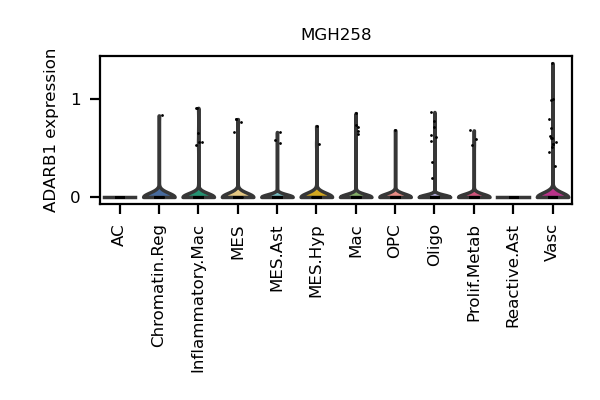 MGH258
ADARB1 expression
1
0
AC
Chromatin.Reg
Inflammatory.Mac
MES
MES.Ast
MES.Hyp
Mac
OPC
Oligo
Prolif.Metab
Reactive.Ast
Vasc